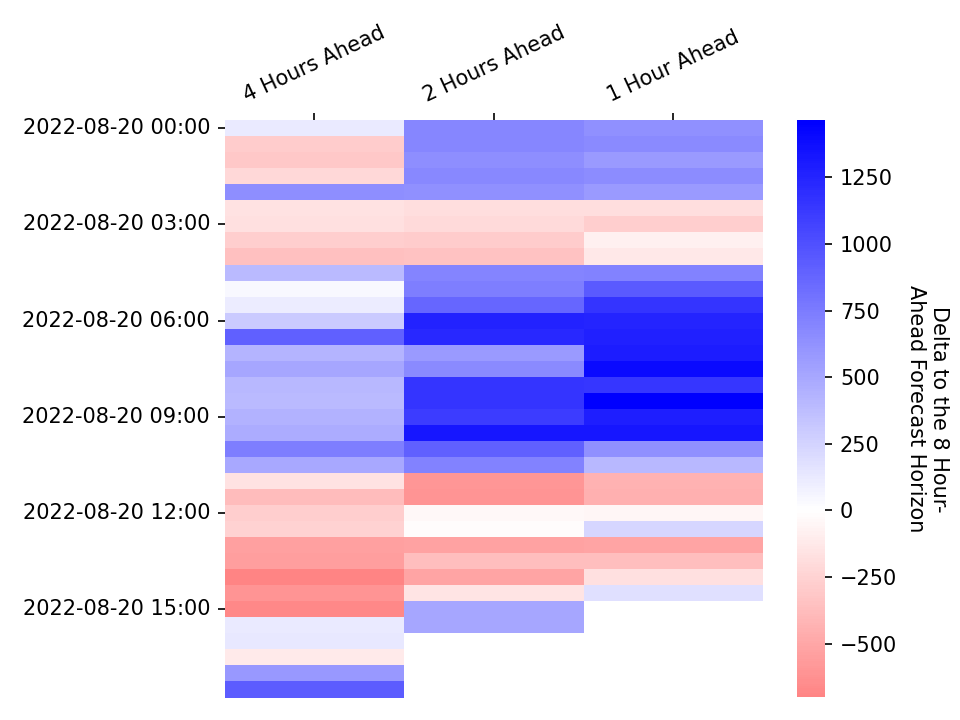 4 Hours Ahead
2 Hours Ahead
1 Hour Ahead
2022-08-20 00:00
2022-08-20 03:00
2022-08-20 06:00
2022-08-20 09:00
2022-08-20 12:00
2022-08-20 15:00
1250
1000
750
500
250
0
−250
−500
Delta to the 8 Hour-
Ahead Forecast Horizon